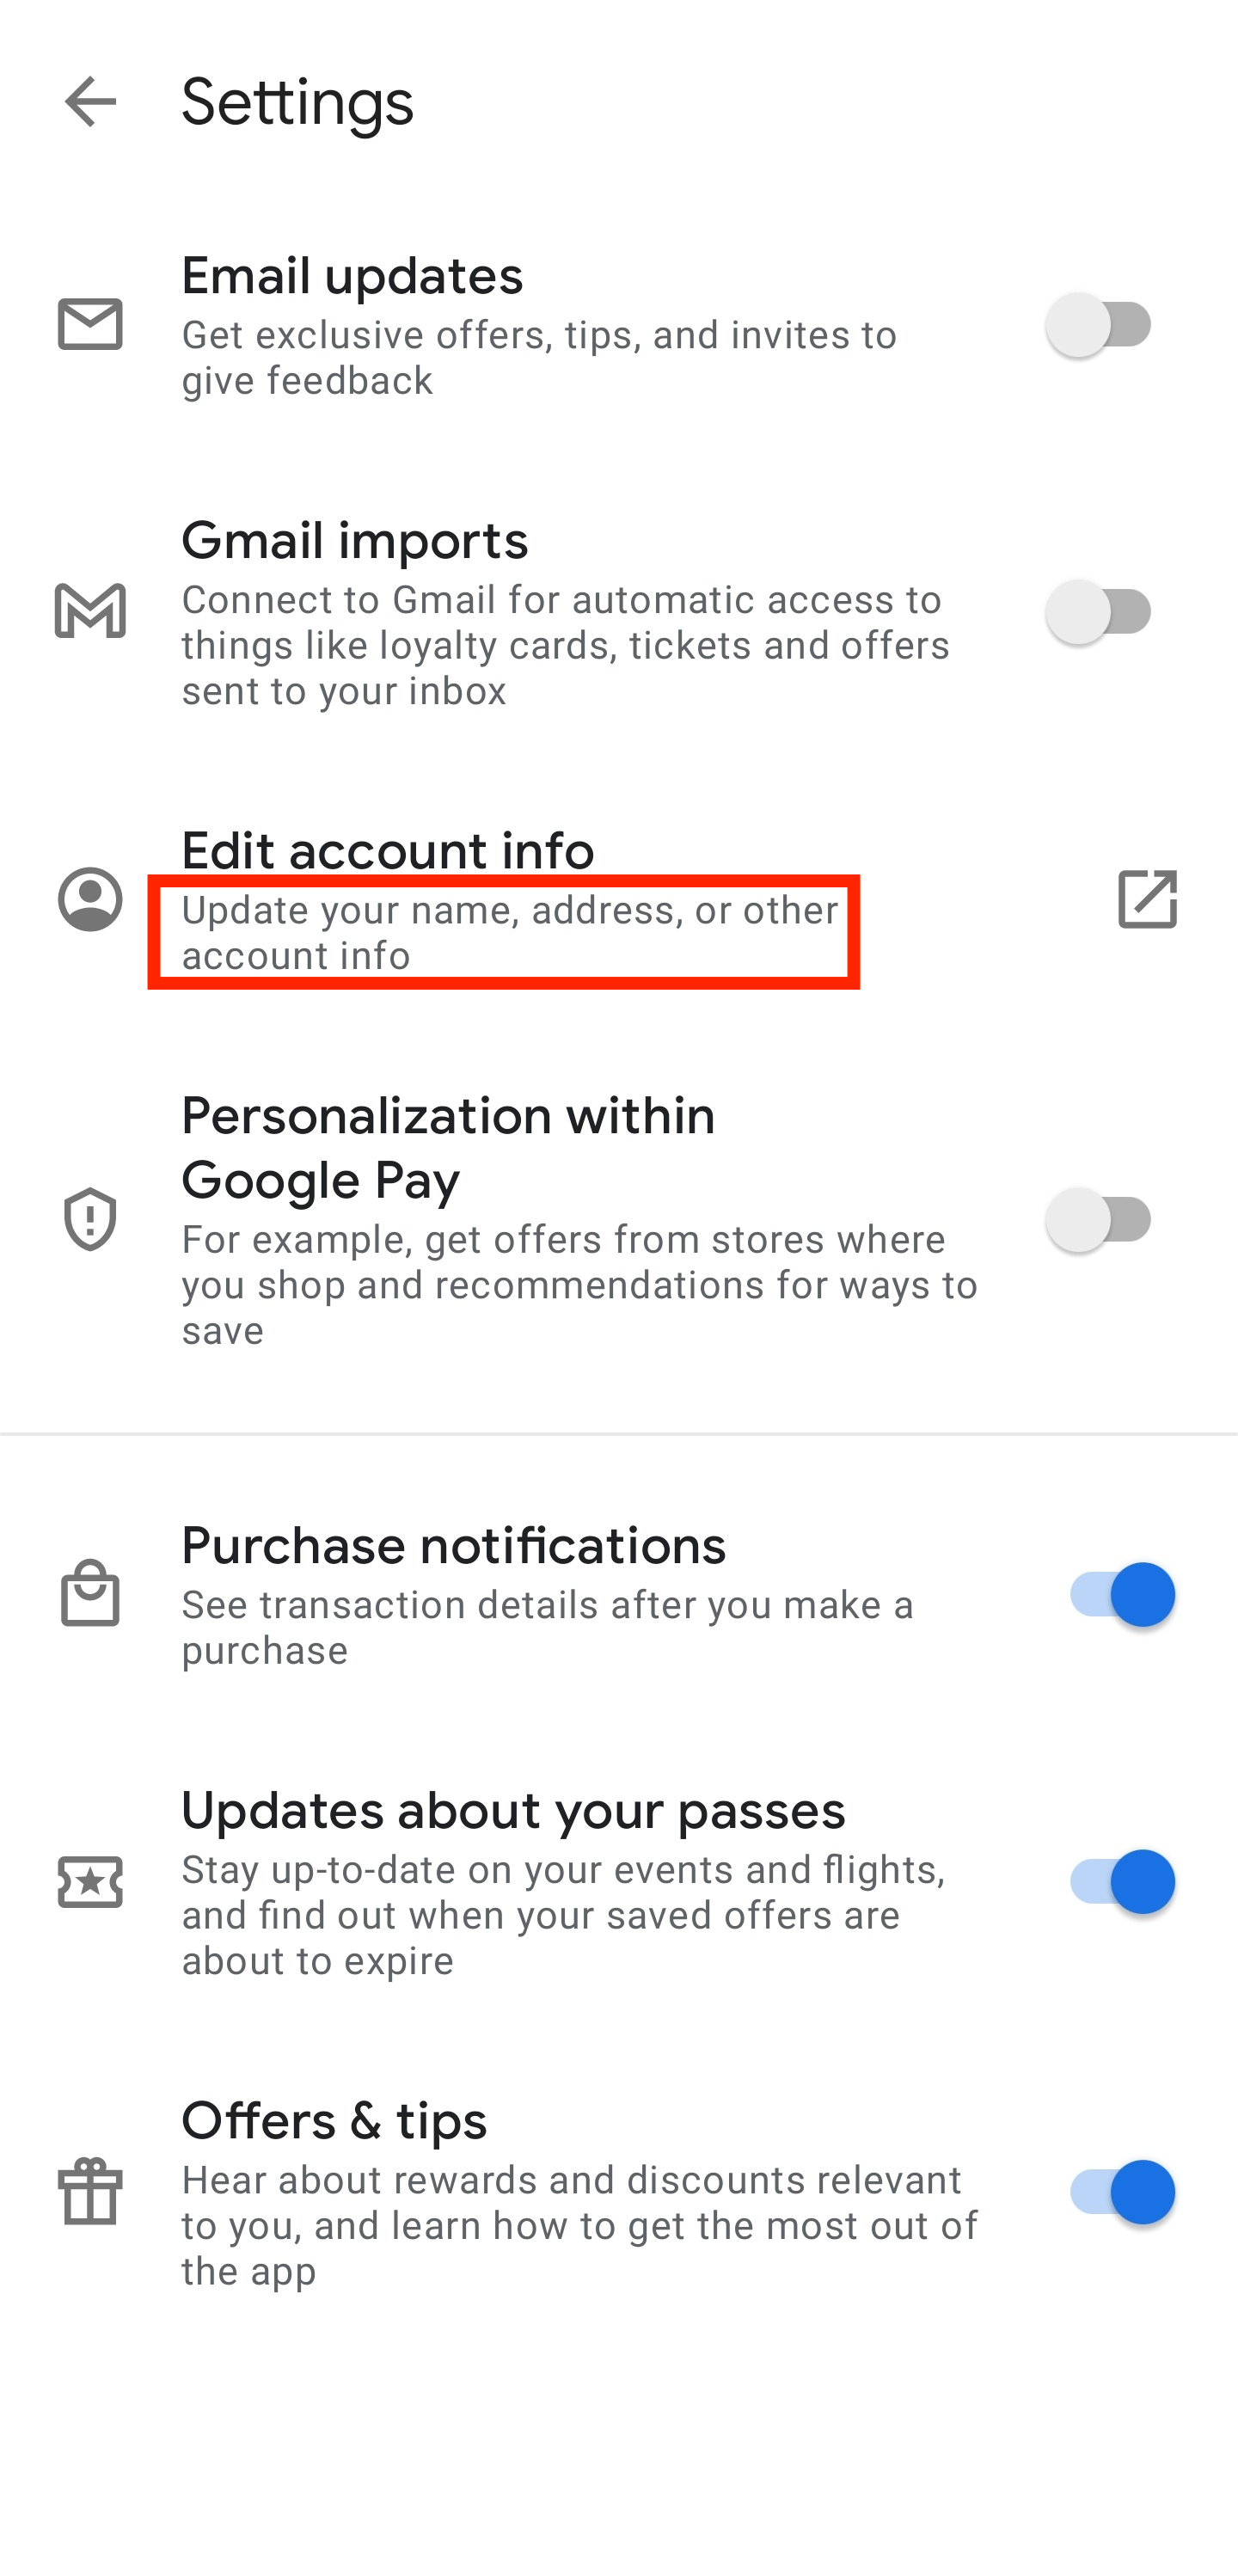 Settings
Email updates
Get exclusive offers, tips, and invites to
give feedback
Gmail imports
Connect to Gmail for automatic access to
things like loyalty cards, tickets and offers
sent to your inbox
Edit account info
Update your name, address, or other
account info
Personalization within
Google Pay
For example, get offers from stores where
you shop and recommendations for ways to
save
Purchase notifications
See transaction details after you make a
purchase
Updates about your passes
Stay up-to-date on your events and flights,
and find out when your saved offers are
about to expire
Offers & tips
Hear about rewards and discounts relevant
to you, and learn how to get the most out of
the app